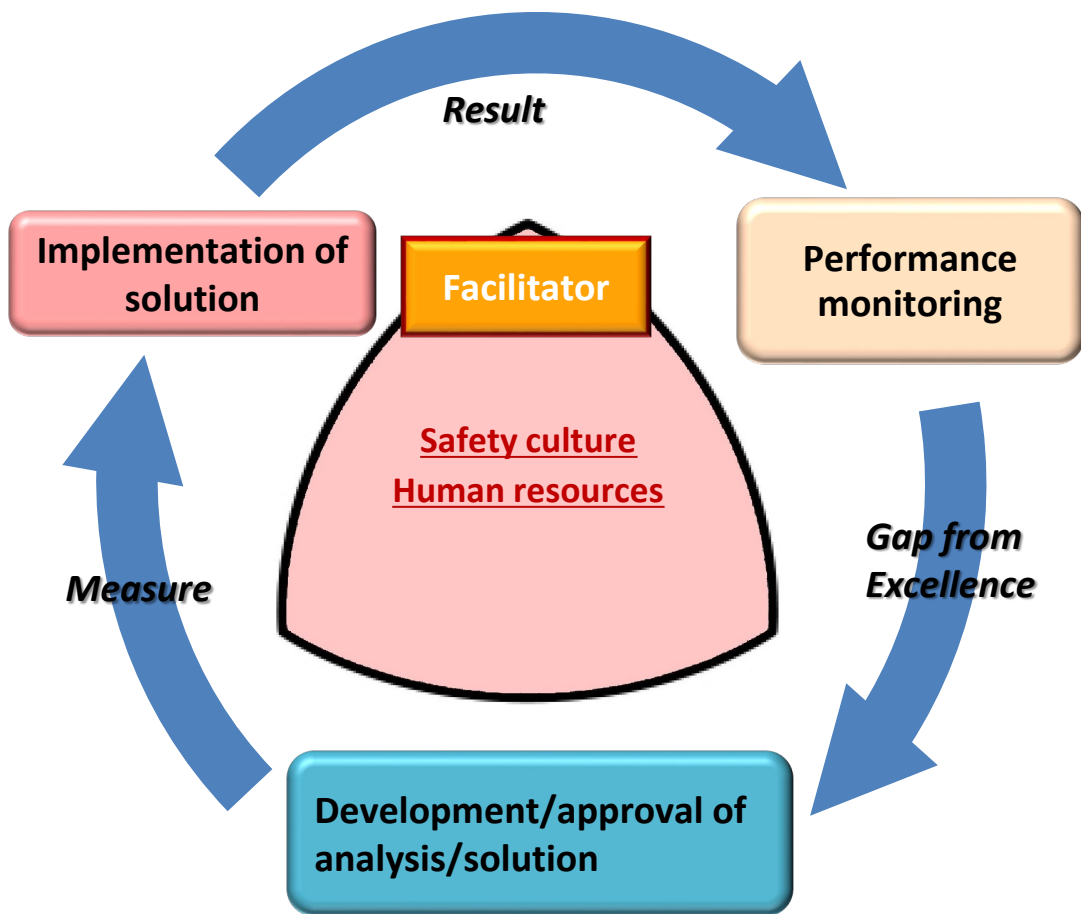 Result
Implementation of
solution
Facilitator
Performance
monitoring
Safety culture
Human resources
Gap from
Excellence
Measure
Development/approval of
analysis/solution